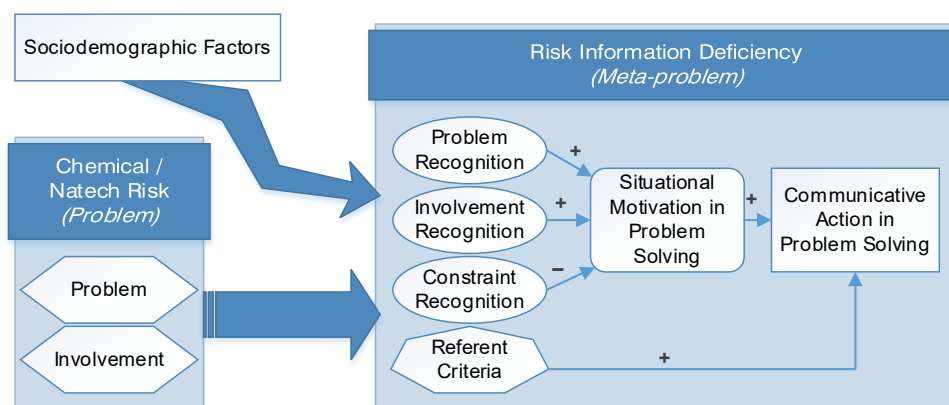 Sociodemographic Factors
Risk Information Deficiency
(Meta-problem)
Chemical /
Natech Risk
(Problem)
Problem
Involvement
Problem
Recognition
+
Involvement
Recognition
+
Constraint
Recognition
–
Referent
Criteria
+
Situational
Motivation in
Problem
Solving
+
Communicative
Action in
Problem Solving